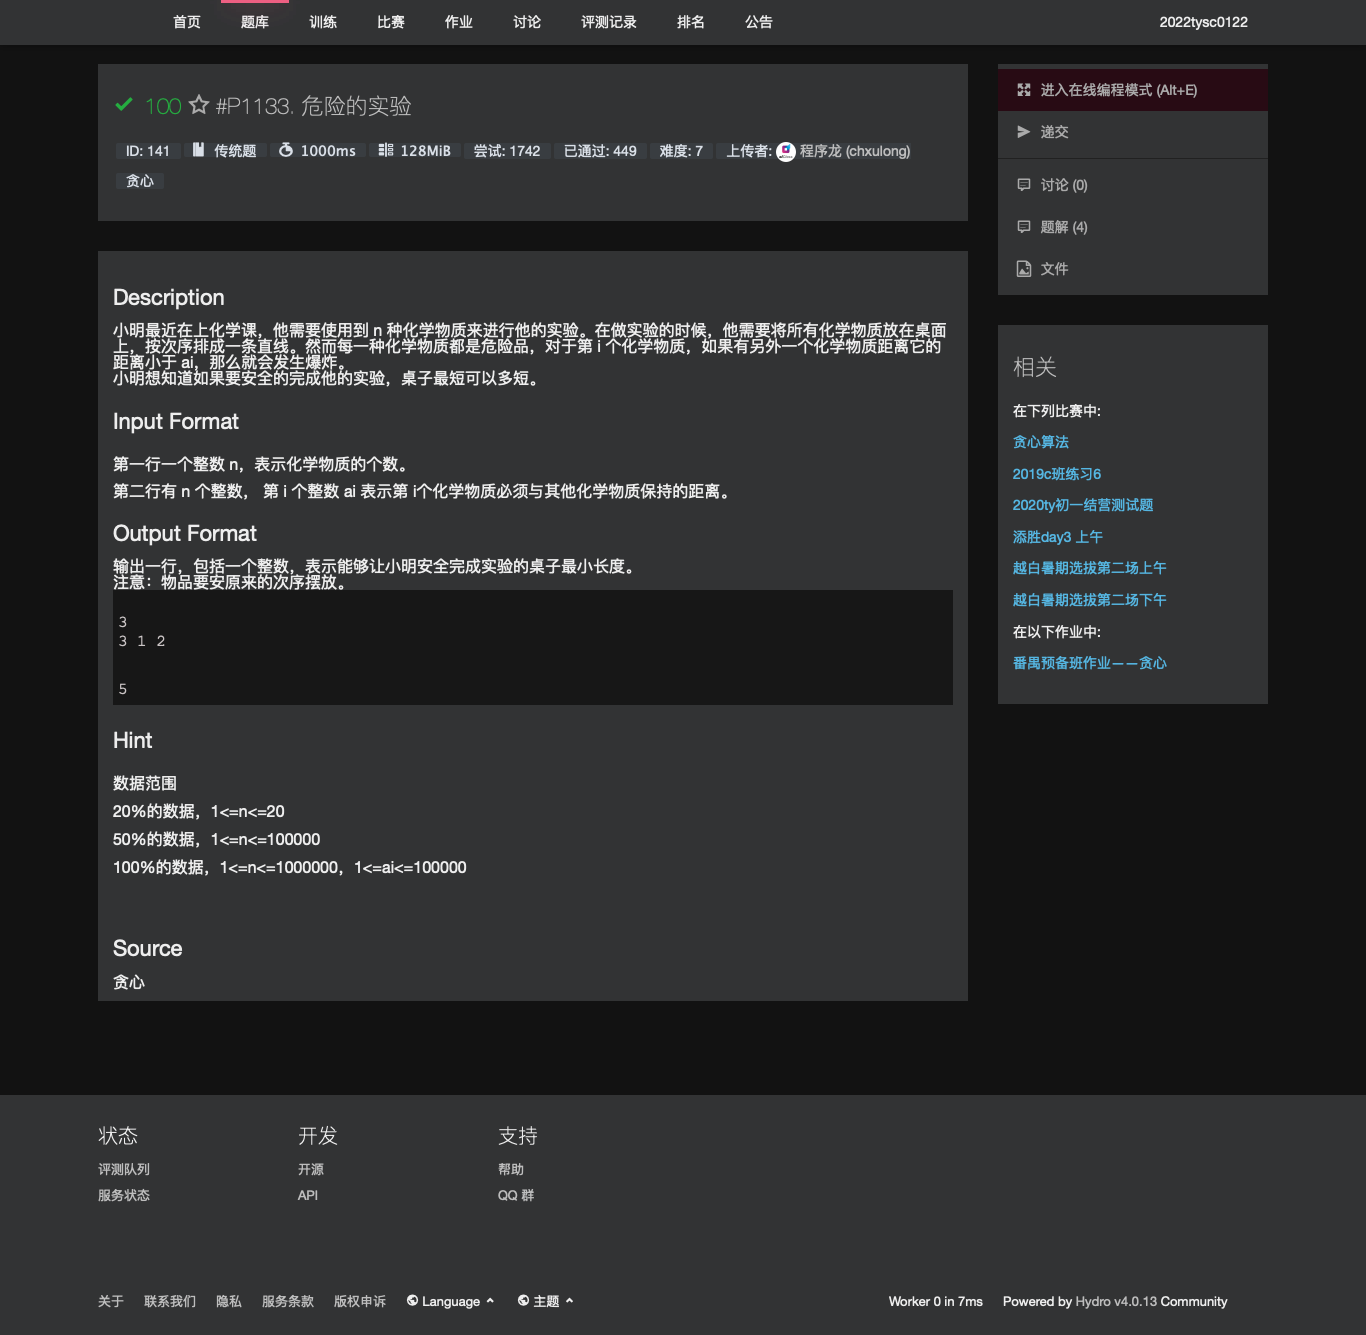 首页 题库 训练 比赛 作业 讨论 评测记录 排名 公告 2022tysc0122
100 #P1133. 危险的实验
ID: 141 传统题 1000ms 128MiB 尝试: 1742 已通过: 449 难度: 7 上传者: 程序龙 (chxulong)
贪心
Description
小明最近在上化学课，他需要使用到 n 种化学物质来进行他的实验。在做实验的时候，他需要将所有化学物质放在桌面
上，按次序排成一条直线。然而每一种化学物质都是危险品，对于第 i 个化学物质，如果有另外一个化学物质距离它的
距离小于 ai，那么就会发生爆炸。
小明想知道如果要安全的完成他的实验，桌子最短可以多短。
Input Format
第一行一个整数 n，表示化学物质的个数。
第二行有 n 个整数， 第 i 个整数 ai 表示第 i个化学物质必须与其他化学物质保持的距离。
Output Format
输出一行，包括一个整数，表示能够让小明安全完成实验的桌子最小长度。
注意：物品要安原来的次序摆放。
3
3 1 2
5
Hint
数据范围
20%的数据，1<=n<=20
50%的数据，1<=n<=100000
100%的数据，1<=n<=1000000，1<=ai<=100000
Source
贪心
进入在线编程模式 (Alt+E)
递交
讨论 (0)
题解 (4)
文件
相关
在下列比赛中:
贪心算法
2019c班练习6
2020ty初一结营测试题
添胜day3 上午
越白暑期选拔第二场上午
越白暑期选拔第二场下午
在以下作业中:
番禺预备班作业——贪心
状态 开发 支持
评测队列 开源 帮助
服务状态 API QQ 群
关于 联系我们 隐私 服务条款 版权申诉 Language 主题 Worker 0 in 7ms Powered by Hydro v4.0.13 Community